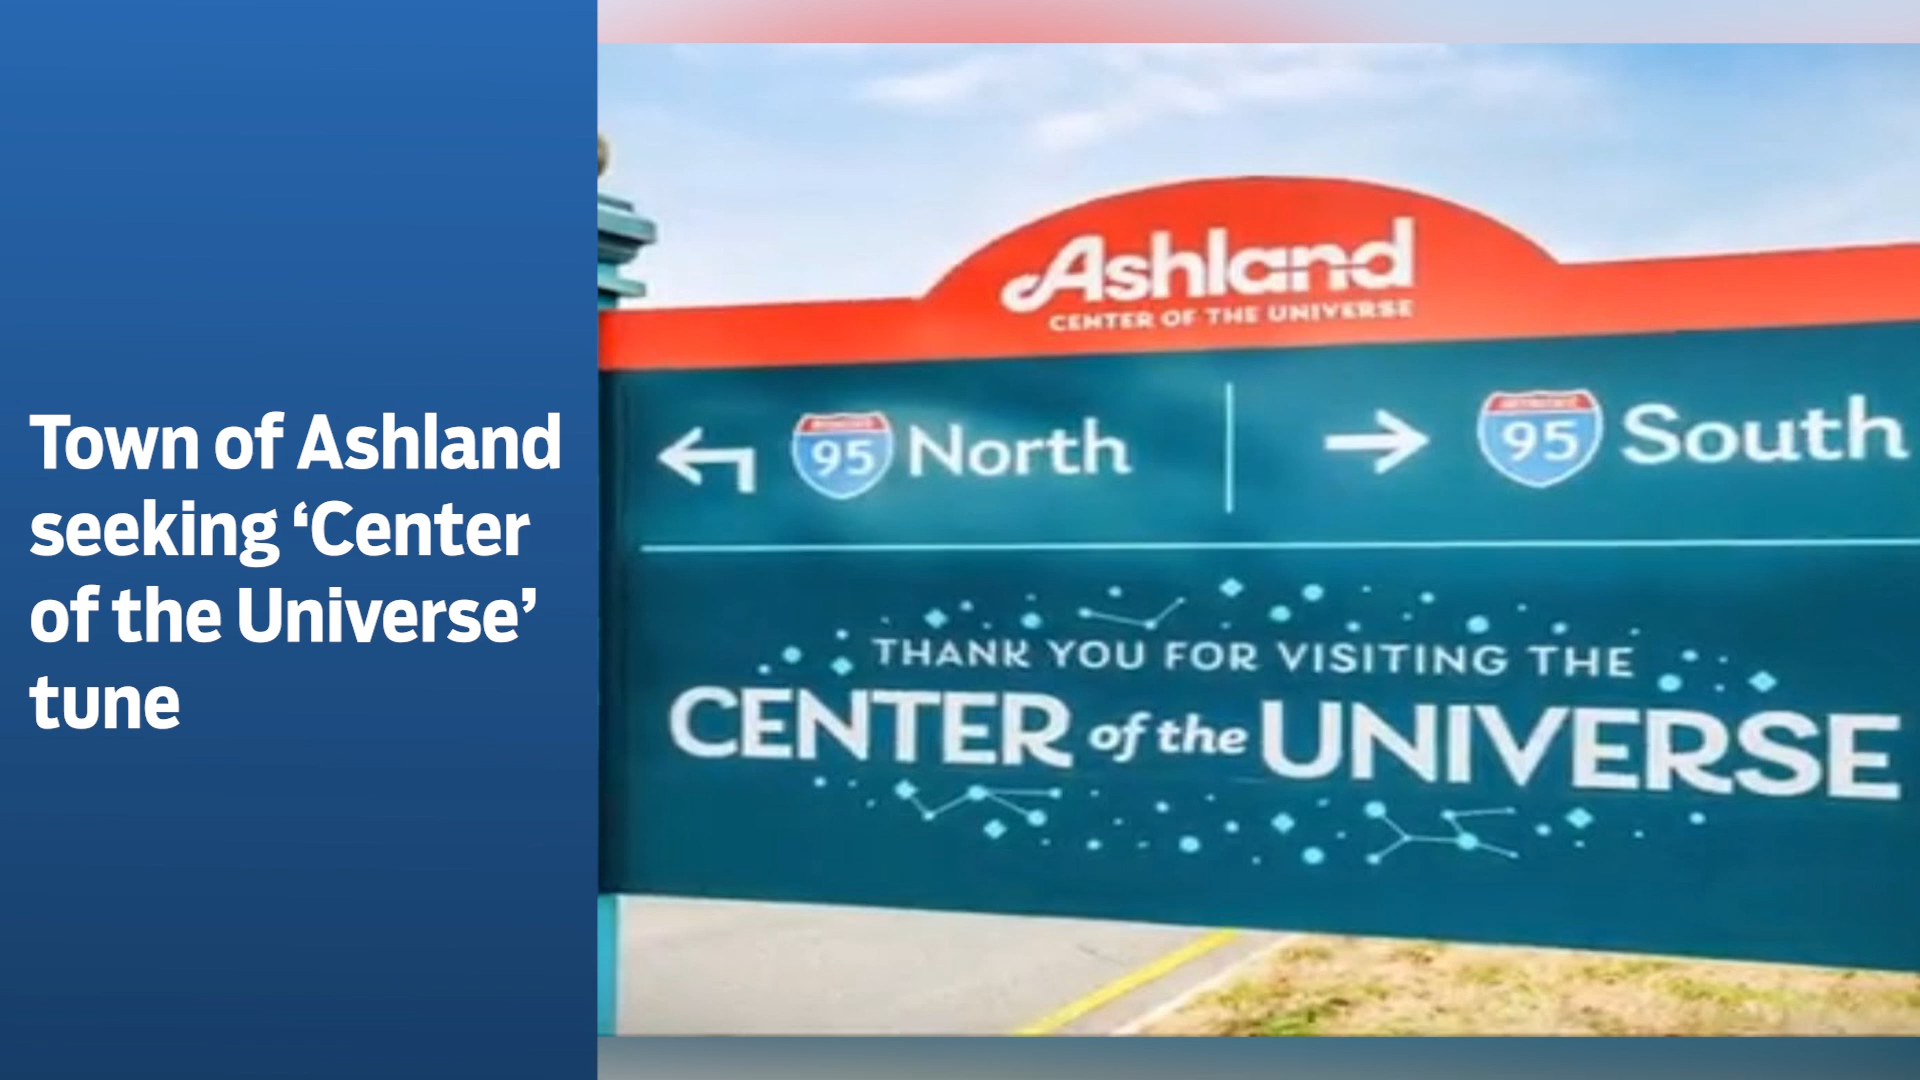 Town of Ashland
seeking ‘Center
of the Universe’
tune
Ashland
CENTER OF THE UNIVERSE
95 North
95 South
THANK YOU FOR VISITING THE
CENTER of the UNIVERSE